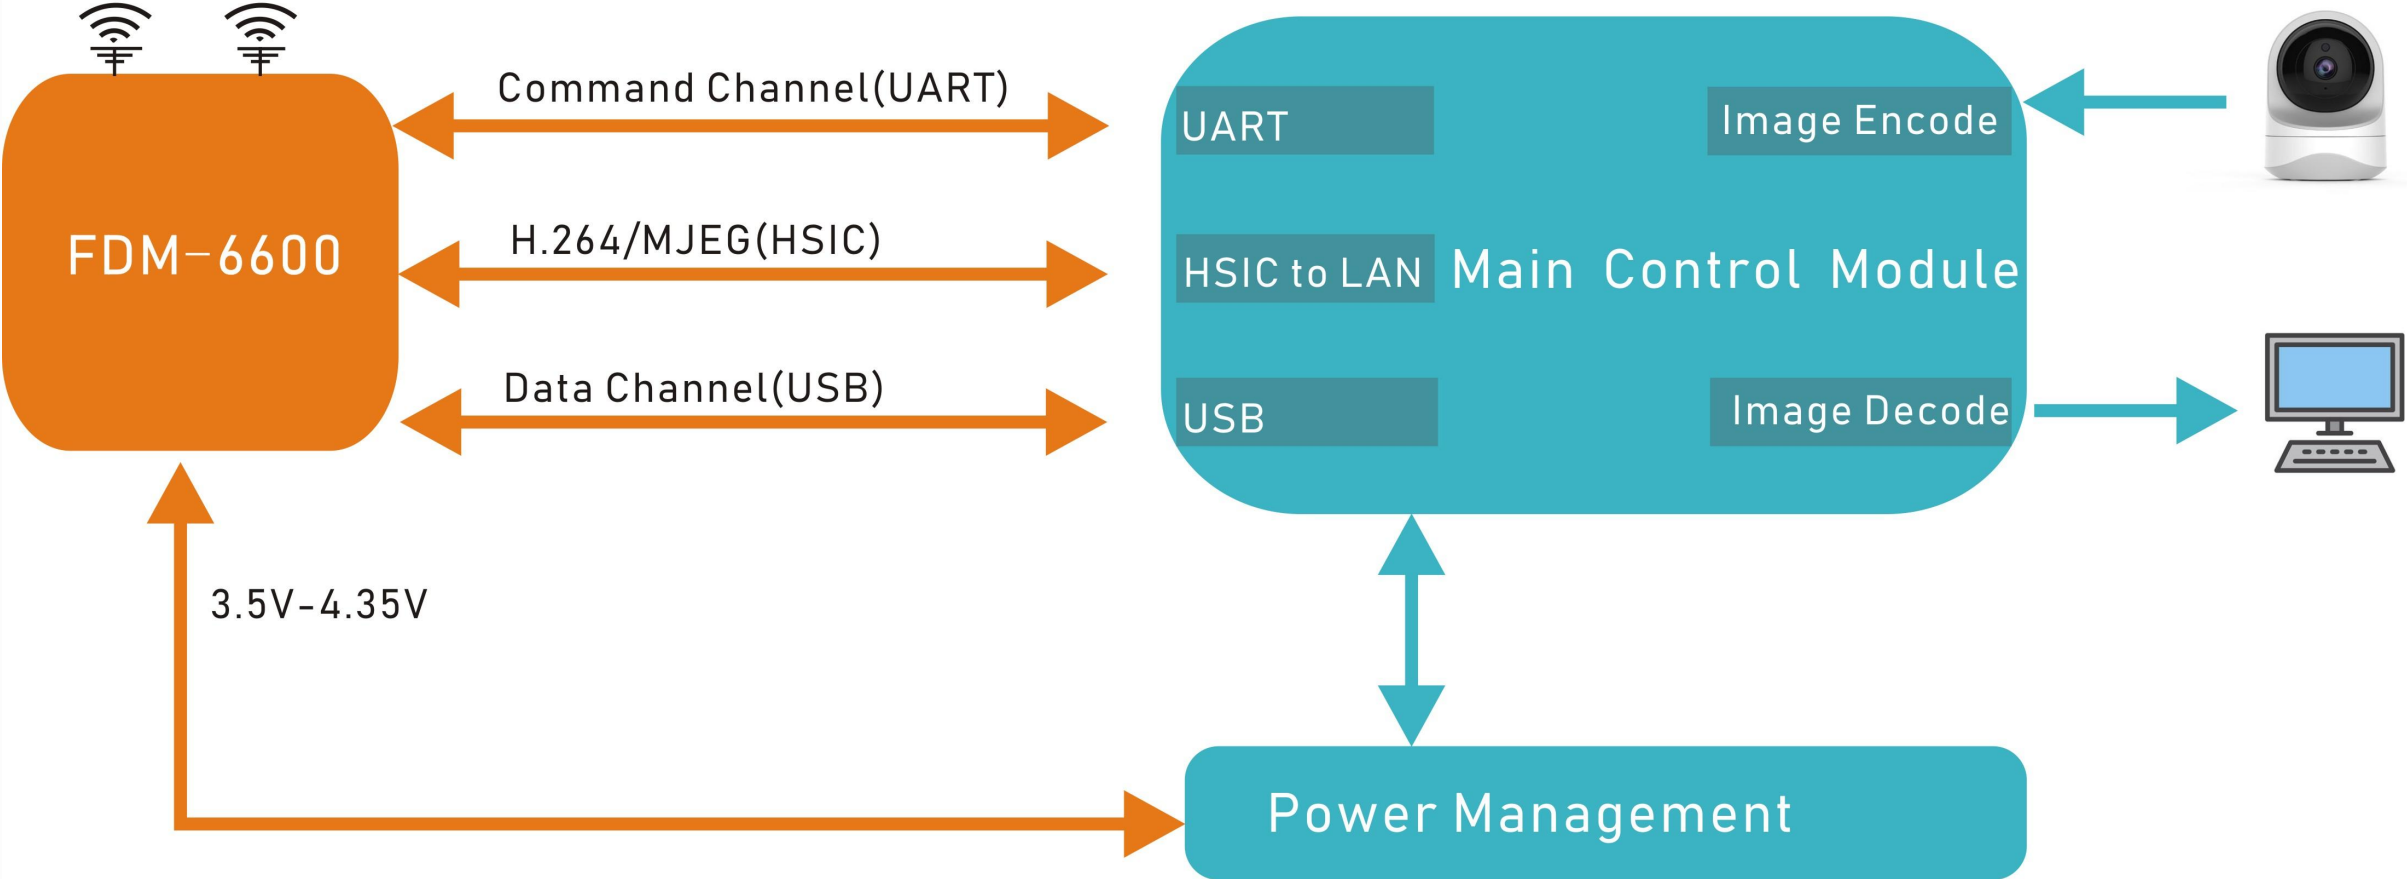 Command Channel(UART)
UART
Image Encode
FDM-6600
H.264/MJEG(HSIC)
HSIC to LAN
Main Control Module
Data Channel(USB)
USB
Image Decode
3.5V-4.35V
Power Management